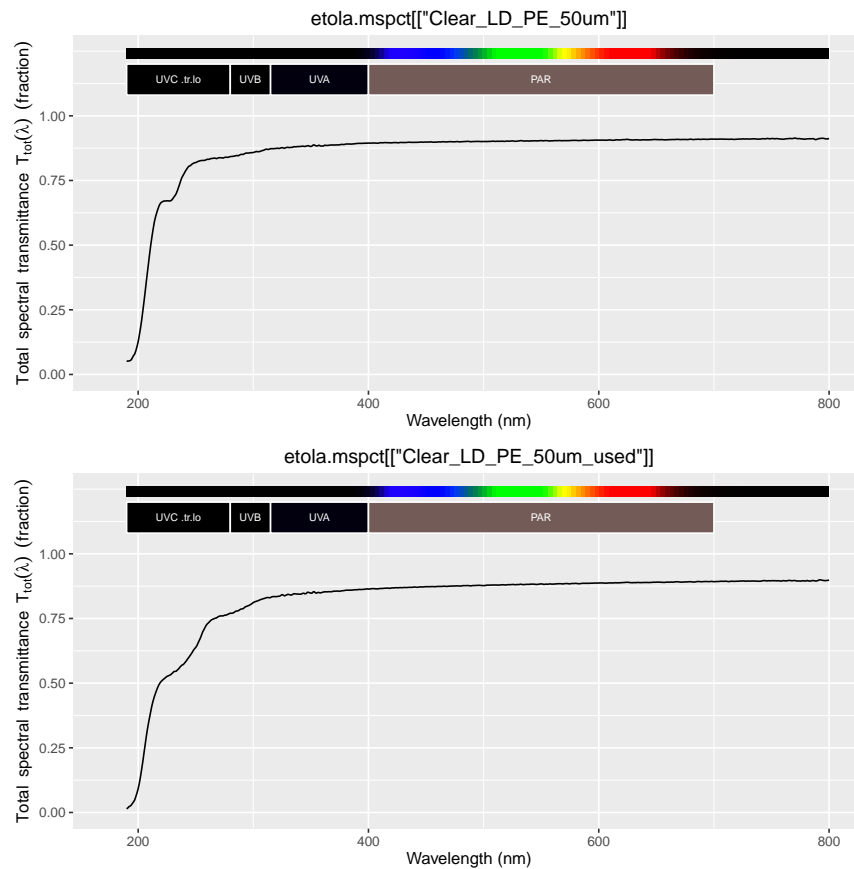 etola.mspct[["Clear_LD_PE_50um"]]
UVC .tr.lo UVB UVA PAR
Total spectral transmittance Ttot(λ) (fraction)
1.00
0.75
0.50
0.25
0.00
200 400 600 800
Wavelength (nm)
etola.mspct[["Clear_LD_PE_50um_used"]]
UVC .tr.lo UVB UVA PAR
Total spectral transmittance Ttot(λ) (fraction)
1.00
0.75
0.50
0.25
0.00
200 400 600 800
Wavelength (nm)